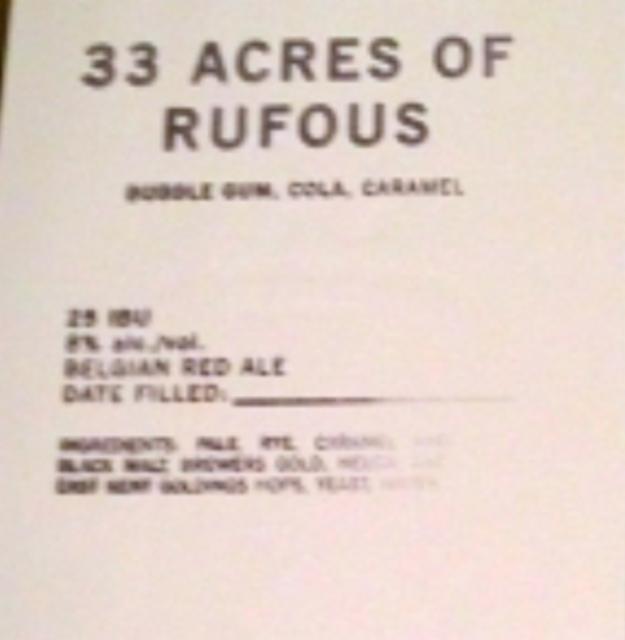 33 ACRES OF
RUFOUS
BUBBLE GUM, COLA, CARAMEL
25 IBU
8% alc./vol.
BELGIAN RED ALE
DATE FILLED:
INGREDIENTS: PALE, RYE, CARAMEL
BLACK MALT, BREWERS GOLD,
EAST KENT GOLDINGS HOPS, YEAST,